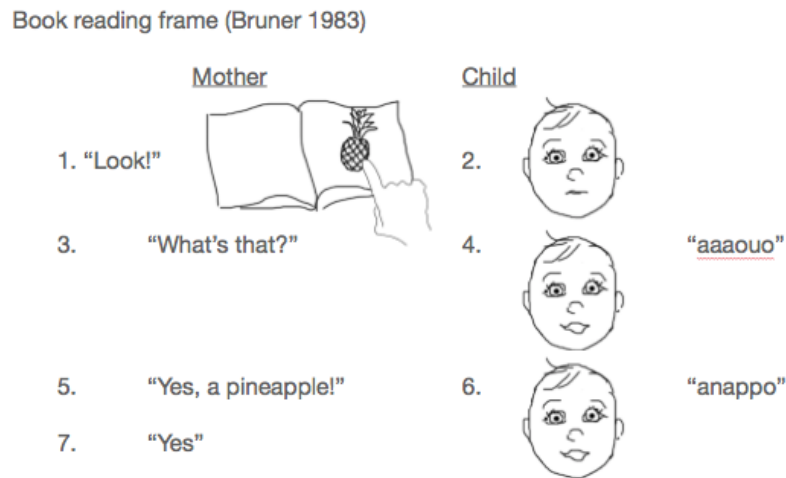 Book reading frame (Bruner 1983)
Mother Child
1. “Look!” 2.
3. “What’s that?” 4. “aaaouo”
5. “Yes, a pineapple!” 6. “anappo”
7. “Yes”